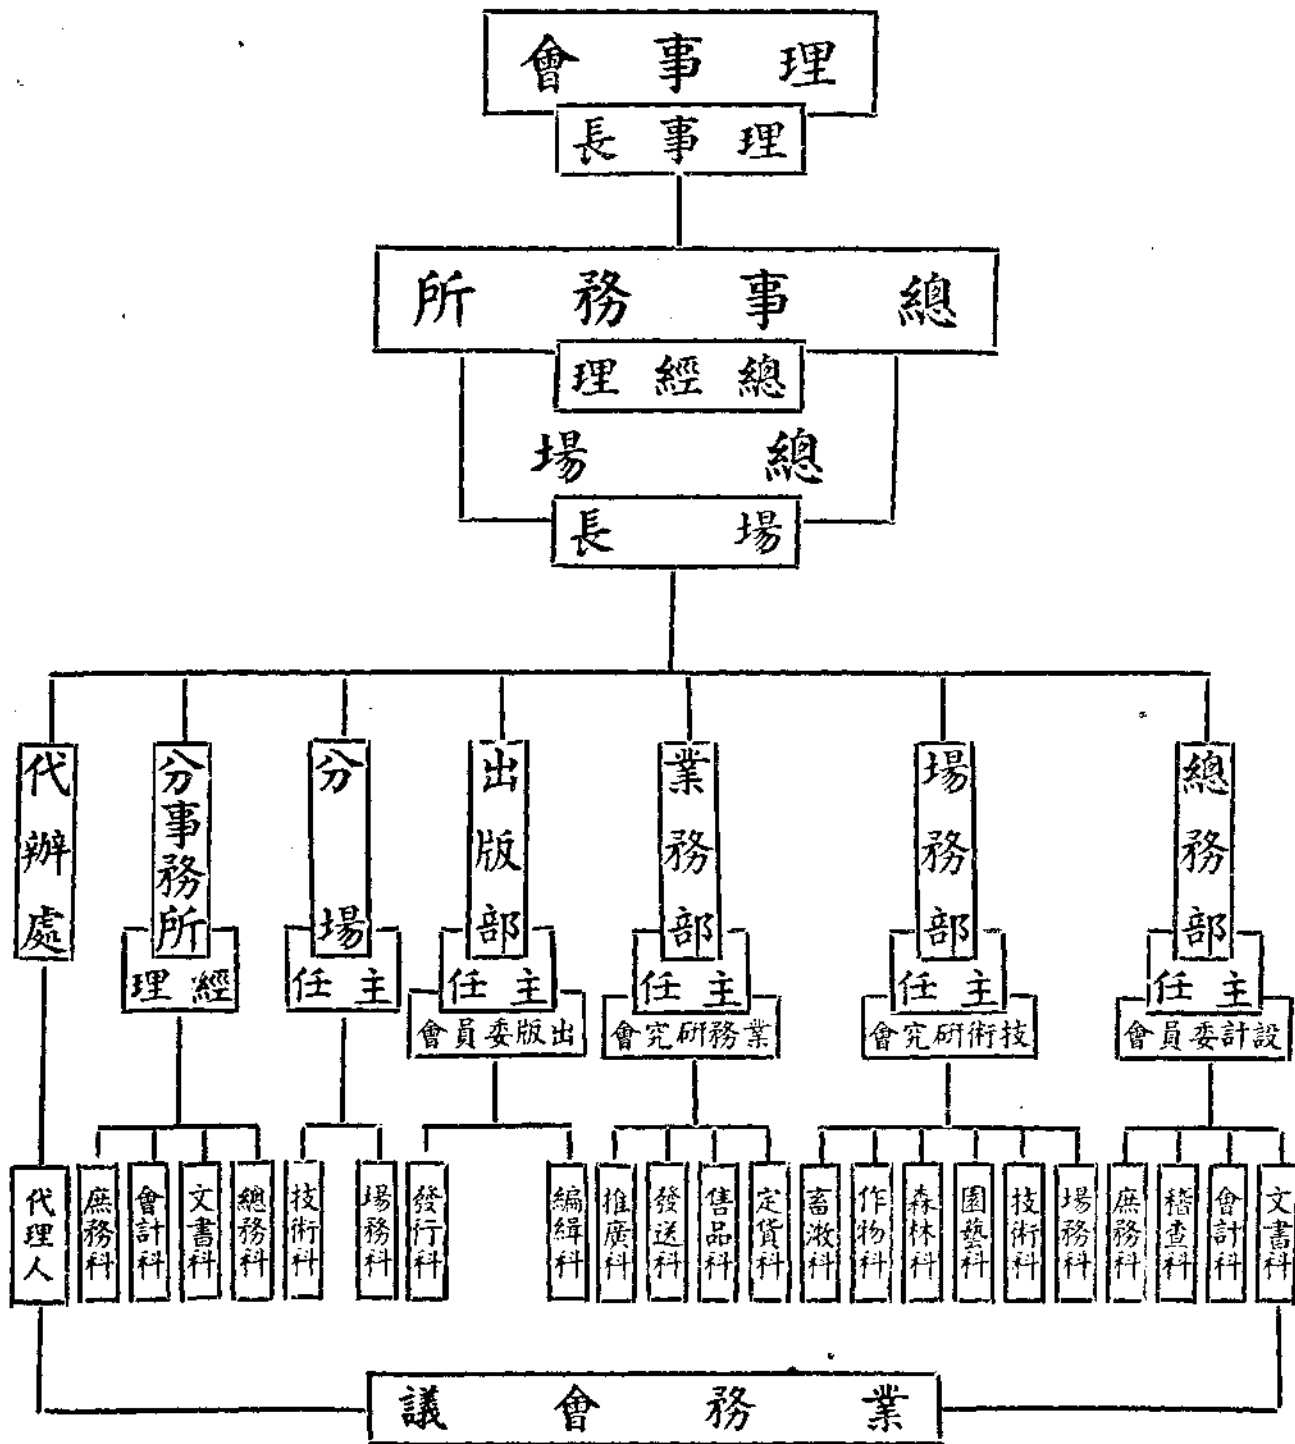 理事會
理事長
總事務所
總經理
總場
場長
總務部
主任
設計委員會
文書科
會計科
稽查科
庶務科
場務部
主任
技術研究會
場務科
技術科
園藝科
森林科
作物科
畜漁科
業務部
主任
業務研究會
定貨科
售品科
發送科
推廣科
出版部
主任
出版委員會
編緝科
發行科
分場
主任
場務科
技術科
分事務所
經理
總務科
文書科
會計科
庶務科
代辦處
代理人
業務會議